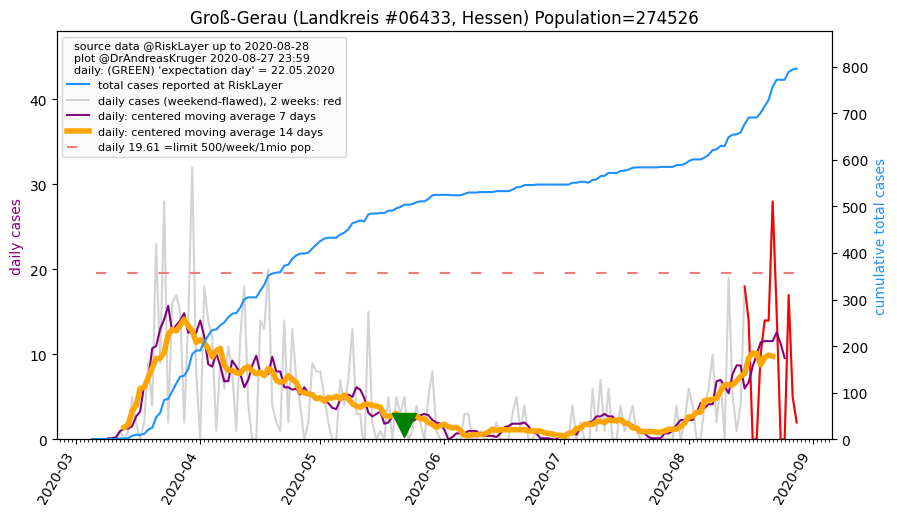 Groß-Gerau (Landkreis #06433, Hessen) Population=274526
source data @RiskLayer up to 2020-08-28
plot @DrAndreasKruger 2020-08-27 23:59
daily: (GREEN) 'expectation day' = 22.05.2020
total cases reported at RiskLayer
daily cases (weekend-flawed), 2 weeks: red
daily: centered moving average 7 days
daily: centered moving average 14 days
daily 19.61 =limit 500/week/1mio pop.
daily cases
40
30
20
10
0
cumulative total cases
800
700
600
500
400
300
200
100
0
2020-03
2020-04
2020-05
2020-06
2020-07
2020-08
2020-09